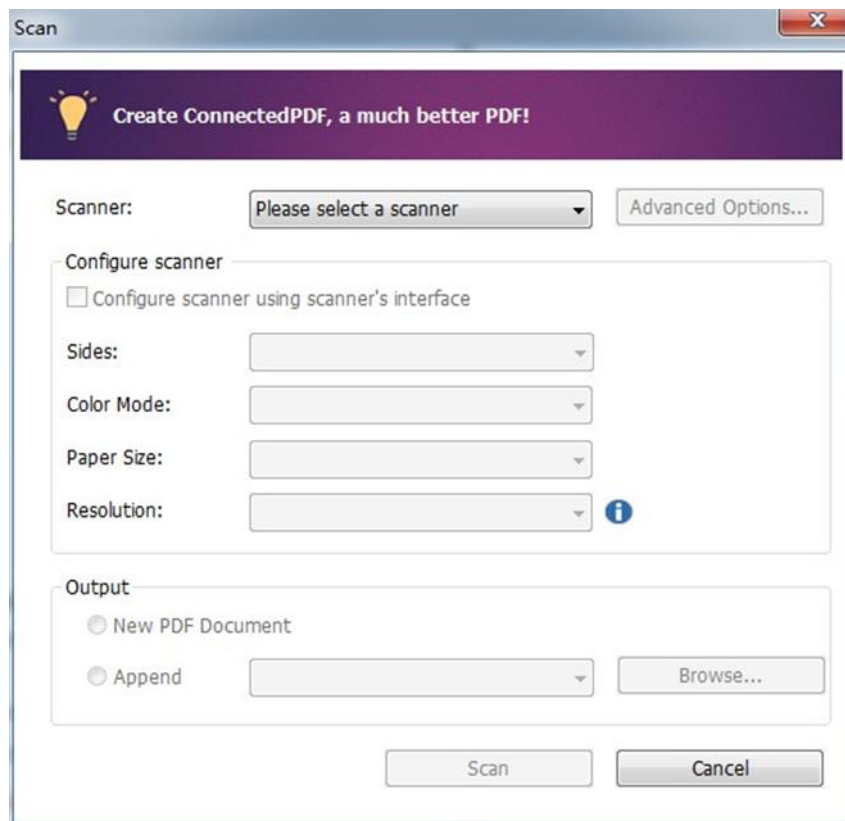 Scan
Create ConnectedPDF, a much better PDF!
Scanner: Please select a scanner Advanced Options...
Configure scanner
Configure scanner using scanner's interface
Sides:
Color Mode:
Paper Size:
Resolution:
Output
New PDF Document
Append Browse...
Scan Cancel